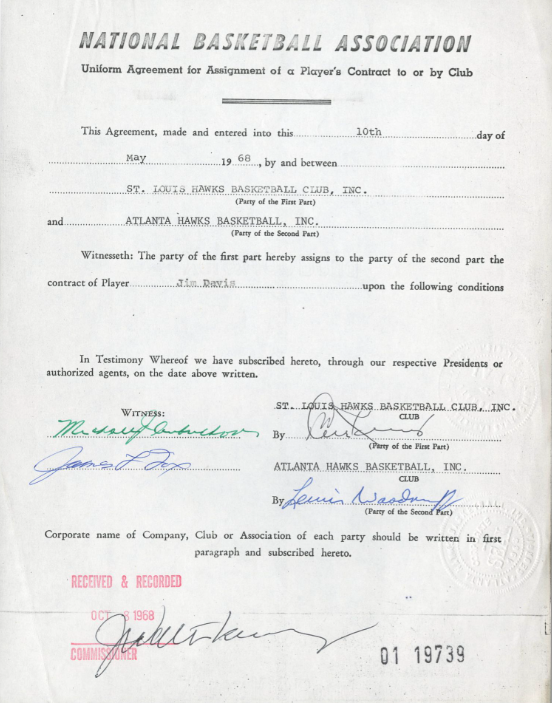 NATIONAL BASKETBALL ASSOCIATION
Uniform Agreement for Assignment of a Player's Contract to or by Club
This Agreement, made and entered into this 10th day of
May 19 68, by and between
ST. LOUIS HAWKS BASKETBALL CLUB, INC.
(Party of the First Part)
and ATLANTA HAWKS BASKETBALL, INC.
(Party of the Second Part)
Witnesseth: The party of the first part hereby assigns to the party of the second part the
contract of Player Jim Davis upon the following conditions
In Testimony Whereof we have subscribed hereto, through our respective Presidents or
authorized agents, on the date above written.
WITNESS:
ST. LOUIS HAWKS BASKETBALL CLUB, INC.
CLUB
By
(Party of the First Part)
James L Fox
ATLANTA HAWKS BASKETBALL, INC.
CLUB
By Lewis Woodruff
(Party of the Second Part)
Corporate name of Company, Club or Association of each party should be written in first
paragraph and subscribed hereto.
RECEIVED & RECORDED
OCT 1968
COMMISSIONER
01 19739